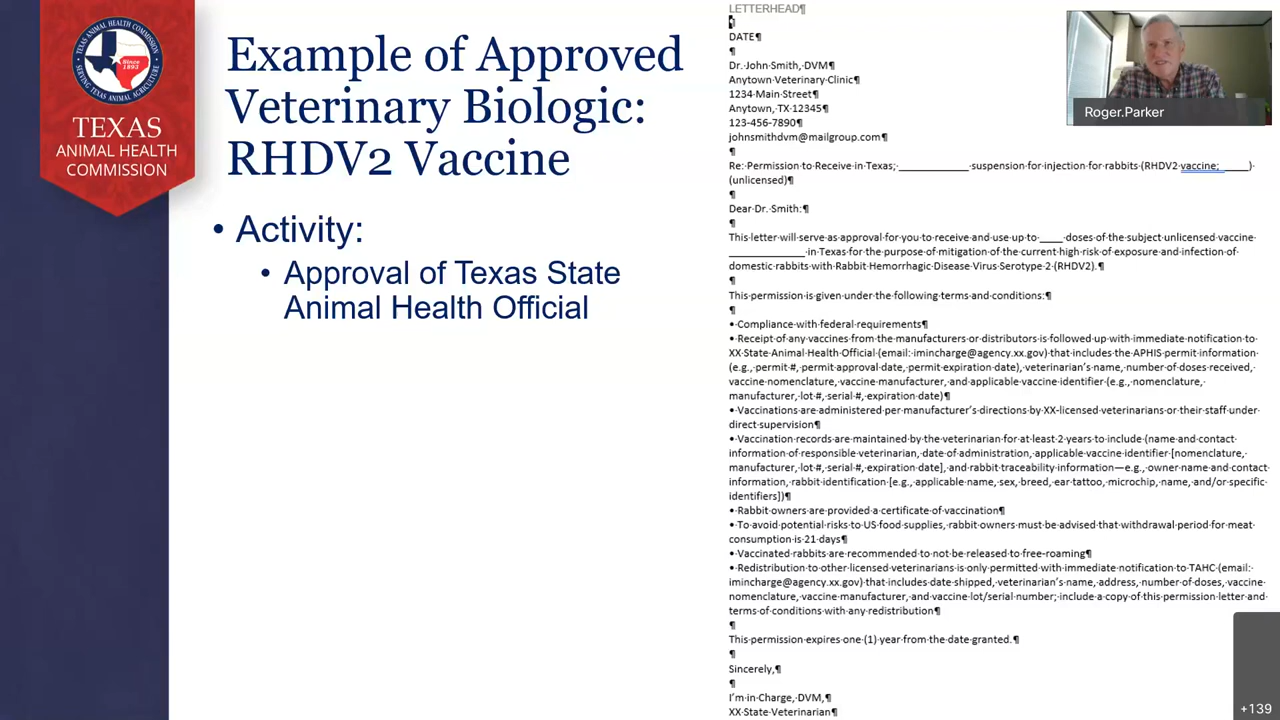 TEXAS ANIMAL HEALTH COMMISSION
Since
1893
SERVING TEXAS ANIMAL AGRICULTURE
TEXAS
ANIMAL HEALTH
COMMISSION
Example of Approved
Veterinary Biologic:
RHDV2 Vaccine
• Activity:
• Approval of Texas State
Animal Health Official
LETTERHEAD¶
¶
DATE¶
¶
Dr.·John·Smith,·DVM¶
Anytown·Veterinary·Clinic¶
1234·Main·Street¶
Anytown,·TX·12345¶
123-456-7890¶
johnsmithdvm@mailgroup.com¶
¶
Re:·Permission·to·Receive·in·Texas;·____________·suspension·for·injection·for·rabbits·(RHDV2·vaccine;·____)·
(unlicensed)¶
¶
Dear·Dr.·Smith:¶
¶
This·letter·will·serve·as·approval·for·you·to·receive·and·use·up·to·____·doses·of·the·subject·unlicensed·vaccine·
_____________·in·Texas·for·the·purpose·of·mitigation·of·the·current·high·risk·of·exposure·and·infection·of·
domestic·rabbits·with·Rabbit·Hemorrhagic·Disease·Virus·Serotype·2·(RHDV2).¶
¶
This·permission·is·given·under·the·following·terms·and·conditions:¶
¶
•·Compliance·with·federal·requirements¶
•·Receipt·of·any·vaccines·from·the·manufacturers·or·distributors·is·followed·up·with·immediate·notification·to·
XX·State·Animal·Health·Official·(email:·imincharge@agency.xx.gov)·that·includes·the·APHIS·permit·information·
(e.g.,·permit·#,·permit·approval·date,·permit·expiration·date),·veterinarian's·name,·number·of·doses·received,·
vaccine·nomenclature,·vaccine·manufacturer,·and·applicable·vaccine·identifier·(e.g.,·nomenclature,·
manufacturer,·lot·#,·serial·#,·expiration·date)¶
•·Vaccinations·are·administered·per·manufacturer's·directions·by·XX-licensed·veterinarians·or·their·staff·under·
direct·supervision¶
•·Vaccination·records·are·maintained·by·the·veterinarian·for·at·least·2·years·to·include·(name·and·contact·
information·of·responsible·veterinarian,·date·of·administration,·applicable·vaccine·identifier·[nomenclature,·
manufacturer,·lot·#,·serial·#,·expiration·date],·and·rabbit·traceability·information—e.g.,·owner·name·and·contact·
information,·rabbit·identification·[e.g.,·applicable·name,·sex,·breed,·ear·tattoo,·microchip,·name,·and/or·specific·
identifiers])¶
•·Rabbit·owners·are·provided·a·certificate·of·vaccination¶
•·To·avoid·potential·risks·to·US·food·supplies,·rabbit·owners·must·be·advised·that·withdrawal·period·for·meat·
consumption·is·21·days¶
•·Vaccinated·rabbits·are·recommended·to·not·be·released·to·free-roaming¶
•·Redistribution·to·other·licensed·veterinarians·is·only·permitted·with·immediate·notification·to·TAHC·(email:·
imincharge@agency.xx.gov)·that·includes·date·shipped,·veterinarian's·name,·address,·number·of·doses,·vaccine·
nomenclature,·vaccine·manufacturer,·and·vaccine·lot/serial·number;·include·a·copy·of·this·permission·letter·and·
terms·of·conditions·with·any·redistribution¶
¶
This·permission·expires·one·(1)·year·from·the·date·granted.¶
¶
Sincerely,¶
¶
I'm·in·Charge,·DVM,¶
XX·State·Veterinarian¶
Roger.Parker
+139